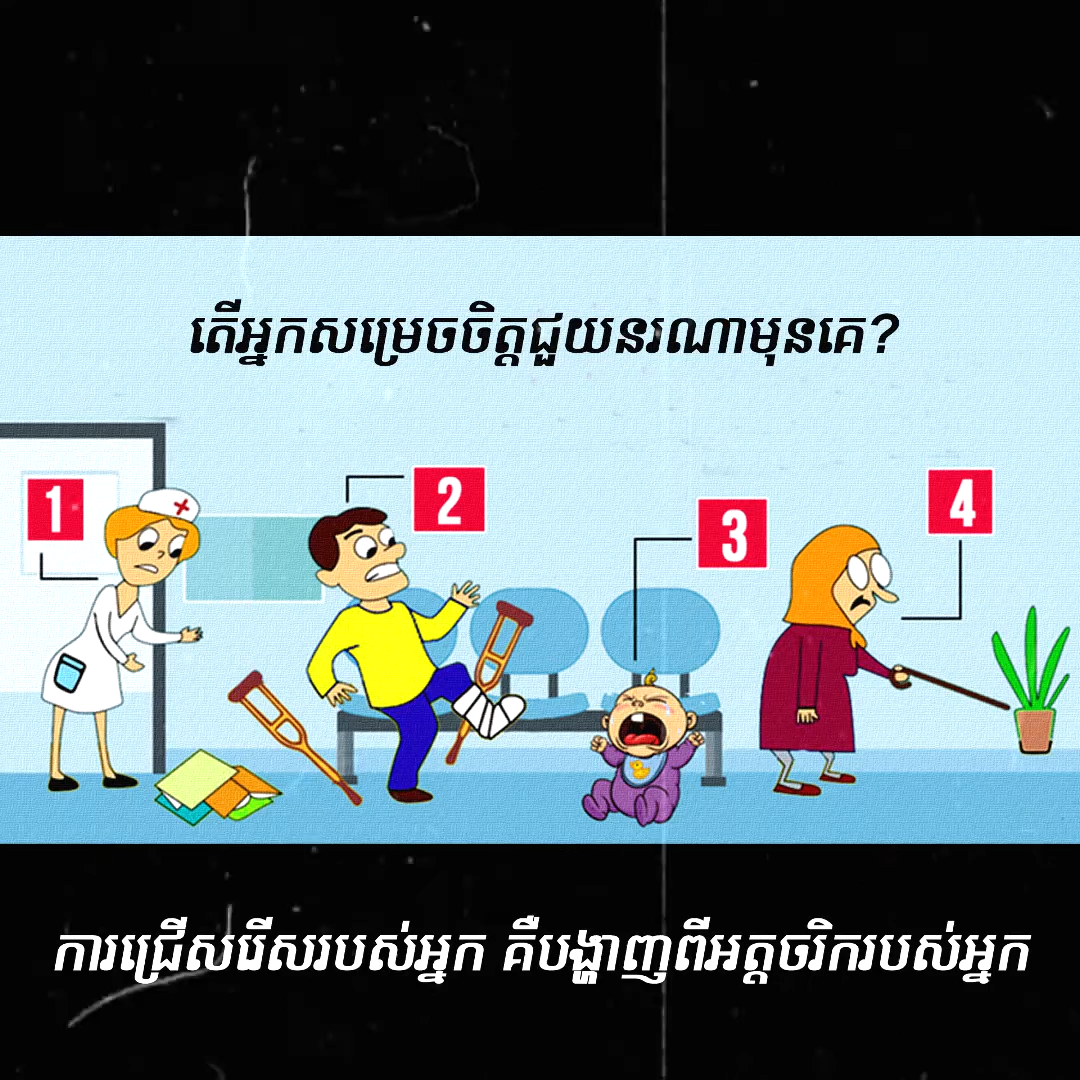 តើអ្នកសម្រេចចិត្តជួយនរណាមុនគេ?
1
2
3
4
ការជ្រើសរើសរបស់អ្នក គឺបង្ហាញពីអត្តចរិករបស់អ្នក